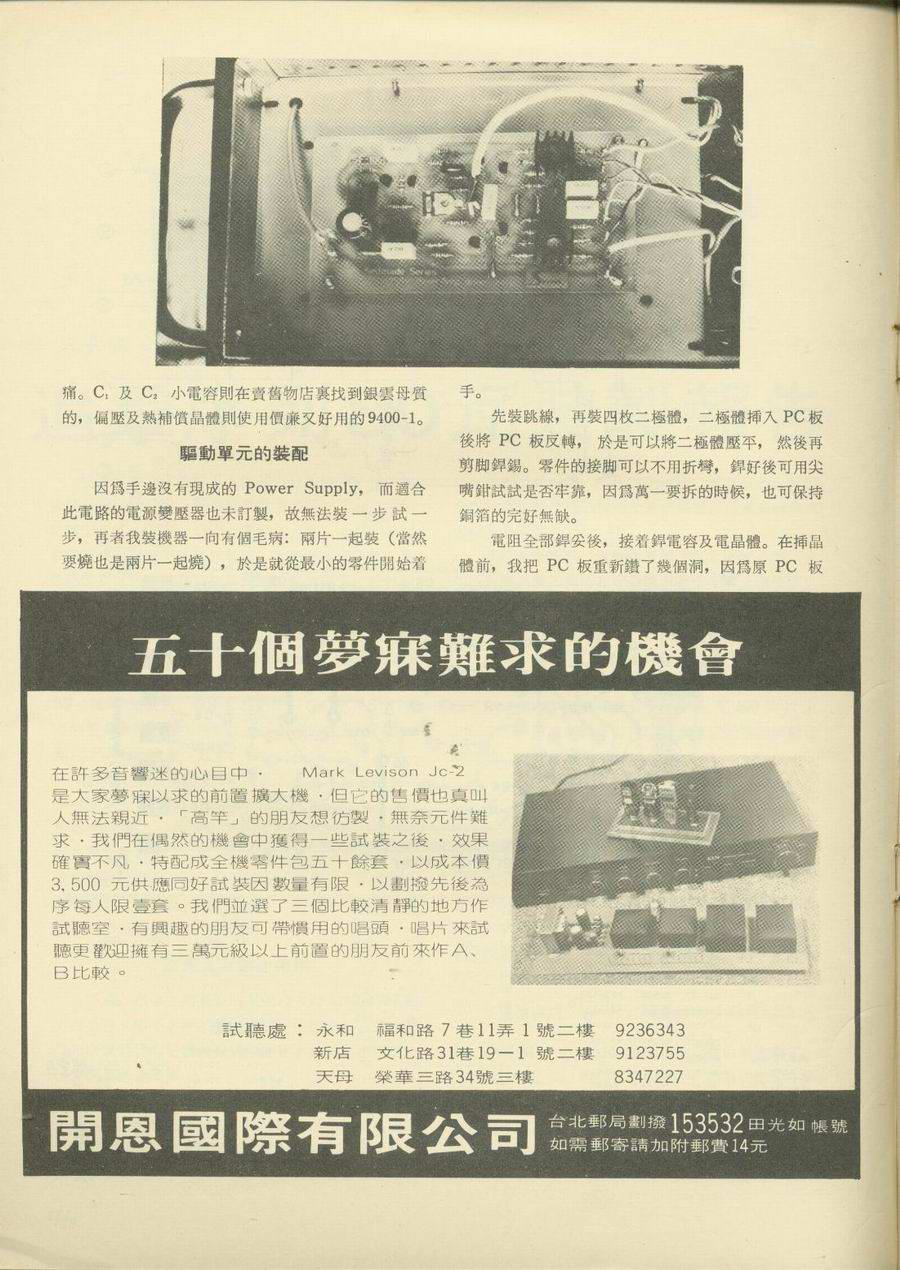 痛。C₁ 及 C₂ 小電容則在賣舊物店裏找到銀雲母質
的，偏壓及熱補償晶體則使用價廉又好用的9400-1。
驅動單元的裝配
因爲手邊沒有現成的 Power Supply，而適合
此電路的電源變壓器也未訂製，故無法裝一步試一
步，再者我裝機器一向有個毛病：兩片一起裝（當然
要燒也是兩片一起燒），於是就從最小的零件開始着
手。
先裝跳線，再裝四枚二極體，二極體挿入 PC 板
後將 PC 板反轉，於是可以將二極體壓平，然後再
剪脚銲錫。零件的接脚可以不用折彎，銲好後可用尖
嘴鉗試試是否牢靠，因爲萬一要拆的時候，也可保持
銅箔的完好無缺。
電阻全部銲妥後，接着銲電容及電晶體。在挿晶
體前，我把 PC 板重新鑽了幾個洞，因爲原 PC 板
五十個夢寐難求的機會
在許多音響迷的心目中． Mark Levison Jc-2
是大家夢寐以求的前置擴大機．但它的售價也真叫
人無法親近．「高竿」的朋友想彷製．無奈元件難
求．我們在偶然的機會中獲得一些試裝之後．效果
確實不凡．特配成全機零件包五十餘套．以成本價
3,500 元供應同好試裝因數量有限．以劃撥先後為
序每人限壹套。我們並選了三個比較清靜的地方作
試聽室．有興趣的朋友可帶慣用的唱頭．唱片來試
聽更歡迎擁有三萬元級以上前置的朋友前來作A、
B比較。
試聽處：永和 福和路 7 巷11弄 1 號二樓 9236343
新店 文化路31巷19－1 號二樓 9123755
天母 榮華三路34號三樓 8347227
開恩國際有限公司
台北郵局劃撥153532田光如帳號
如需郵寄請加附郵費14元